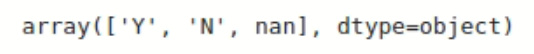 array(['Y', 'N', nan], dtype=object)